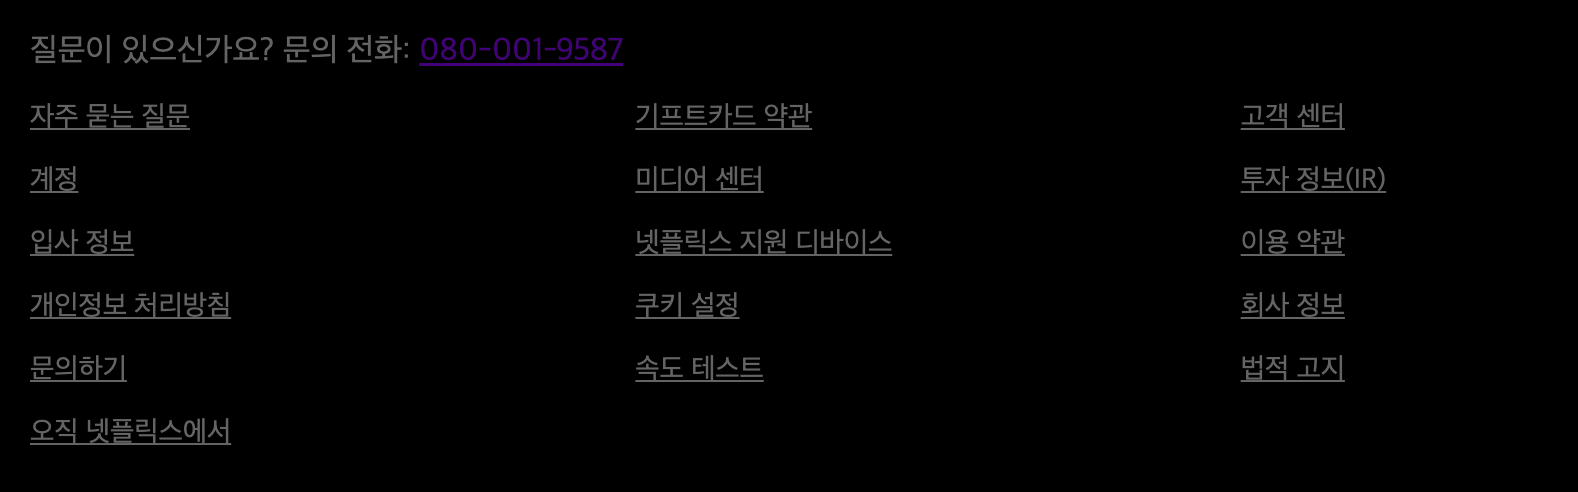 질문이 있으신가요? 문의 전화: 080-001-9587
자주 묻는 질문
기프트카드 약관
고객 센터
계정
미디어 센터
투자 정보(IR)
입사 정보
넷플릭스 지원 디바이스
이용 약관
개인정보 처리방침
쿠키 설정
회사 정보
문의하기
속도 테스트
법적 고지
오직 넷플릭스에서